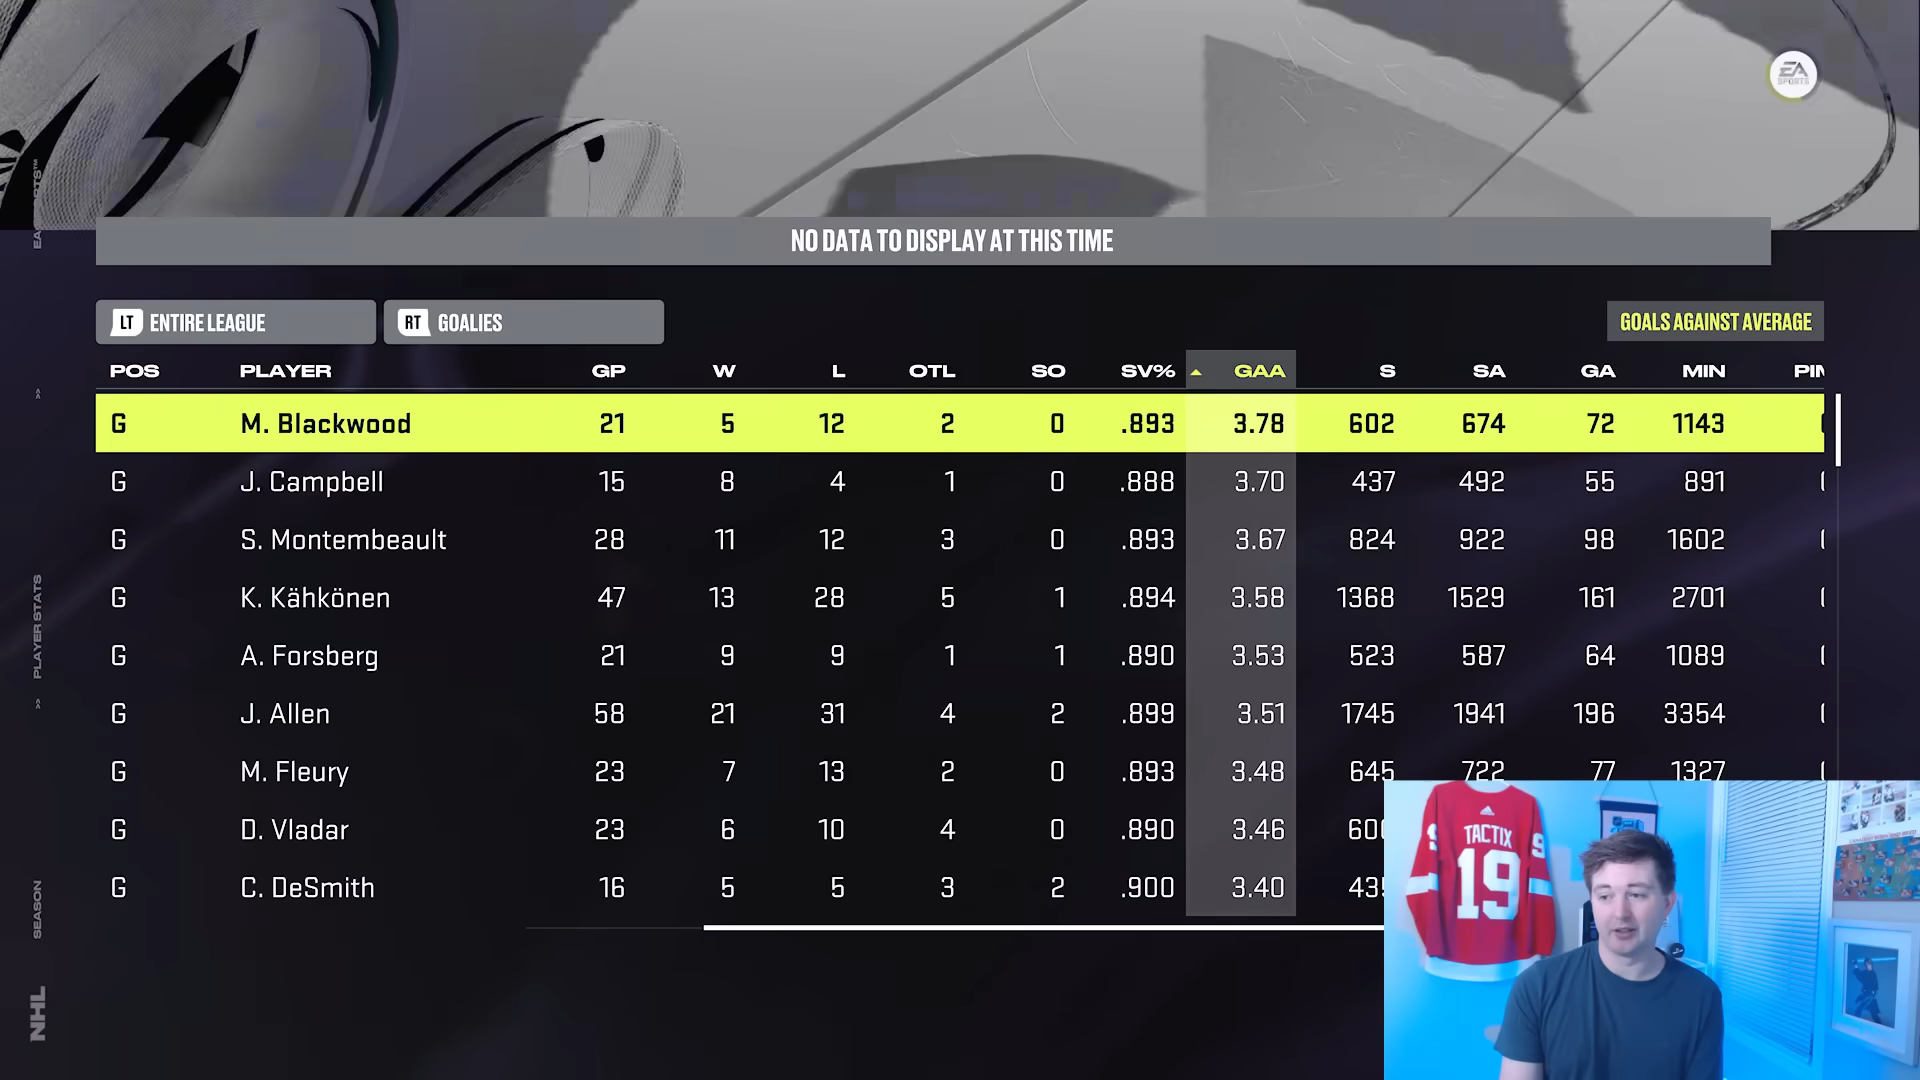 EA SPORTS
NO DATA TO DISPLAY AT THIS TIME
LT ENTIRE LEAGUE RT GOALIES GOALS AGAINST AVERAGE
POS PLAYER GP W L OTL SO SV% GAA S SA GA MIN
G M. Blackwood 21 5 12 2 0 .893 3.78 602 674 72 1143
G J. Campbell 15 8 4 1 0 .888 3.70 437 492 55 891
G S. Montembeault 28 11 12 3 0 .893 3.67 824 922 98 1602
G K. Kähkönen 47 13 28 5 1 .894 3.58 1368 1529 161 2701
G A. Forsberg 21 9 9 1 1 .890 3.53 523 587 64 1089
G J. Allen 58 21 31 4 2 .899 3.51 1745 1941 196 3354
G M. Fleury 23 7 13 2 0 .893 3.48 645 722 77 1327
G D. Vladar 23 6 10 4 0 .890 3.46
G C. DeSmith 16 5 5 3 2 .900 3.40
PLAYER STATS
SEASON
NHL
TACTIX
19